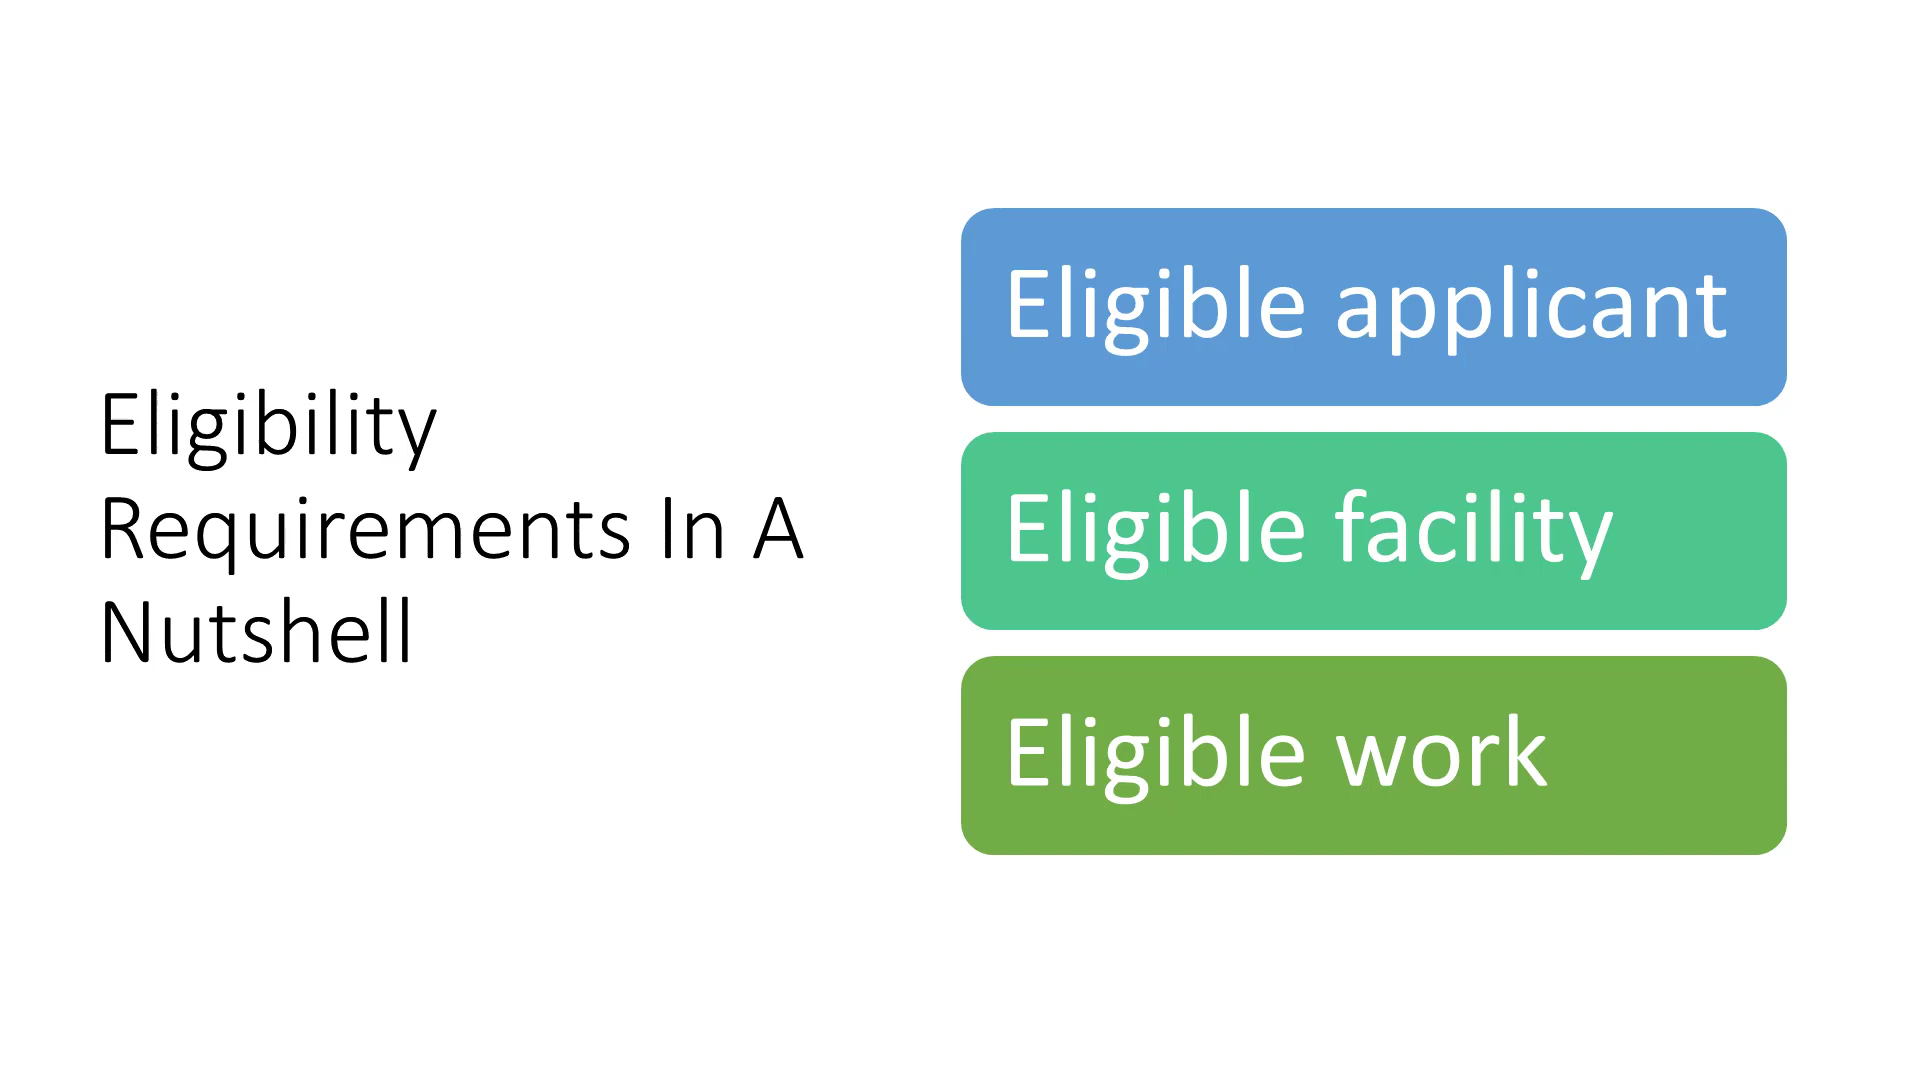 Eligibility
Requirements In A
Nutshell
Eligible applicant
Eligible facility
Eligible work